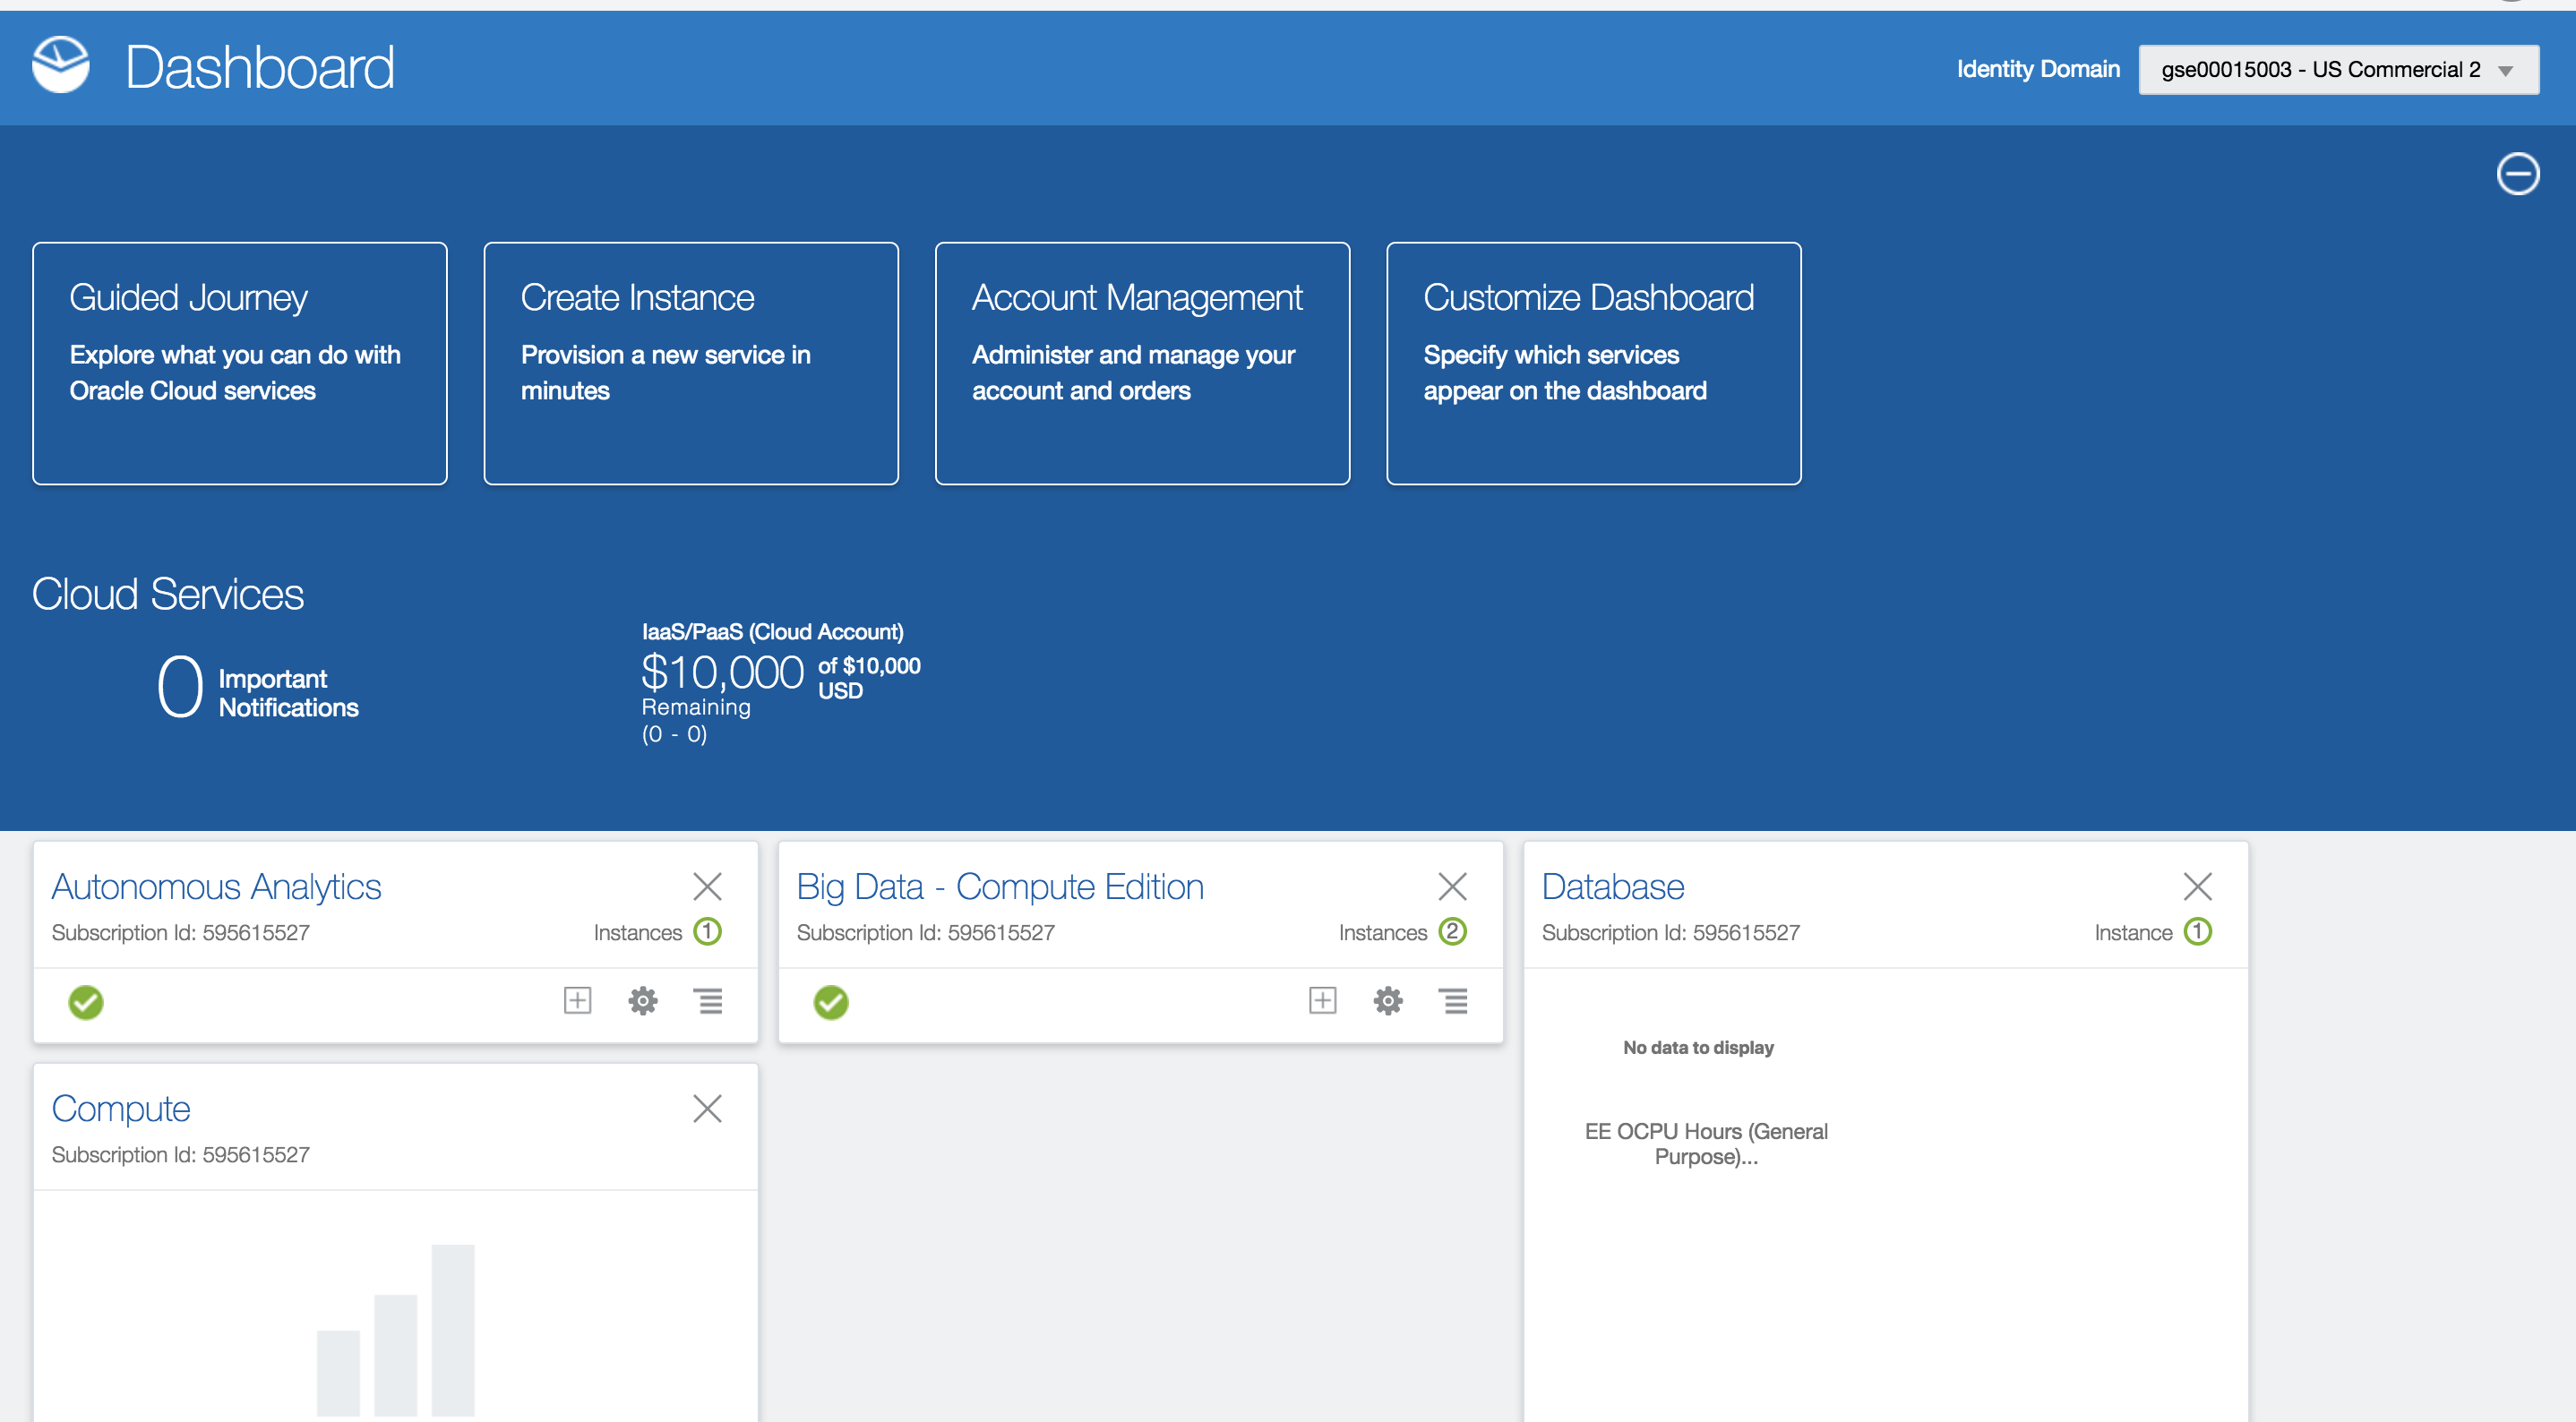 Dashboard
Identity Domain
gse00015003 - US Commercial 2
Guided Journey
Explore what you can do with
Oracle Cloud services
Create Instance
Provision a new service in
minutes
Account Management
Administer and manage your
account and orders
Customize Dashboard
Specify which services
appear on the dashboard
Cloud Services
0 Important
Notifications
IaaS/PaaS (Cloud Account)
$10,000 of $10,000
USD
Remaining
(0 - 0)
Autonomous Analytics
Subscription Id: 595615527
Instances 1
Big Data - Compute Edition
Subscription Id: 595615527
Instances 2
Database
Subscription Id: 595615527
Instance 1
No data to display
EE OCPU Hours (General
Purpose)...
Compute
Subscription Id: 595615527